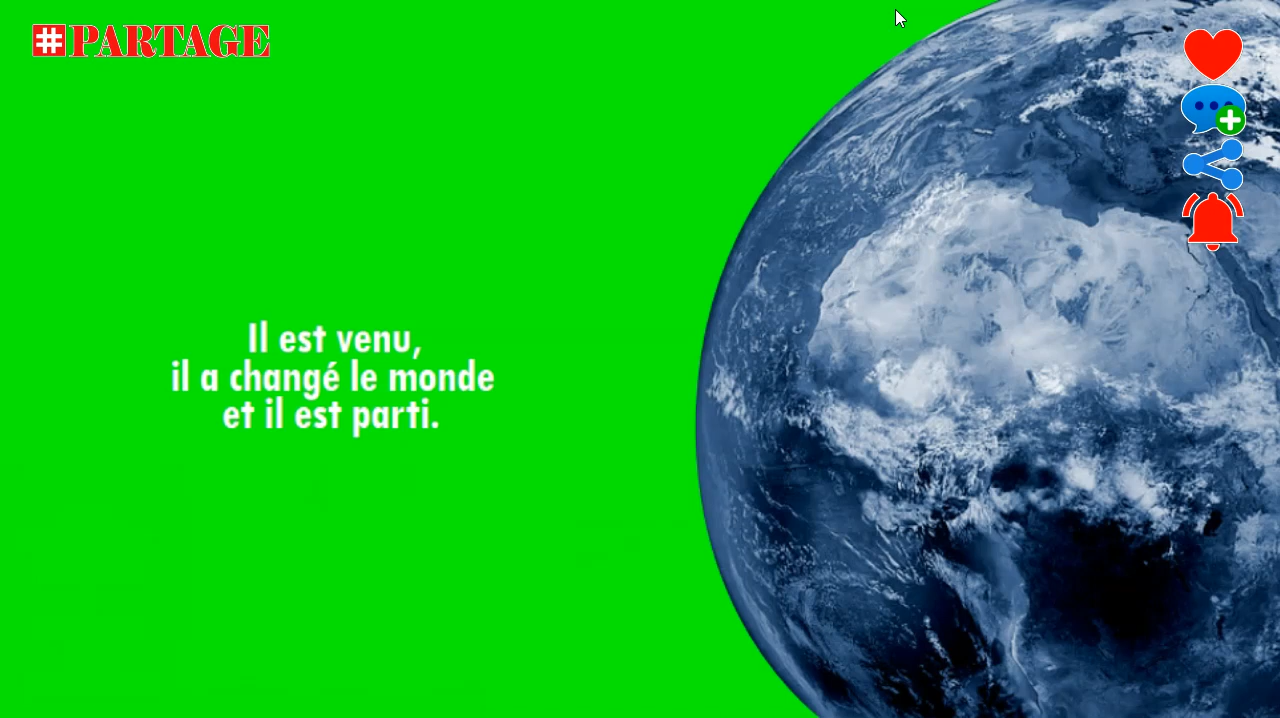 #PARTAGE
Il est venu,
il a changé le monde
et il est parti.